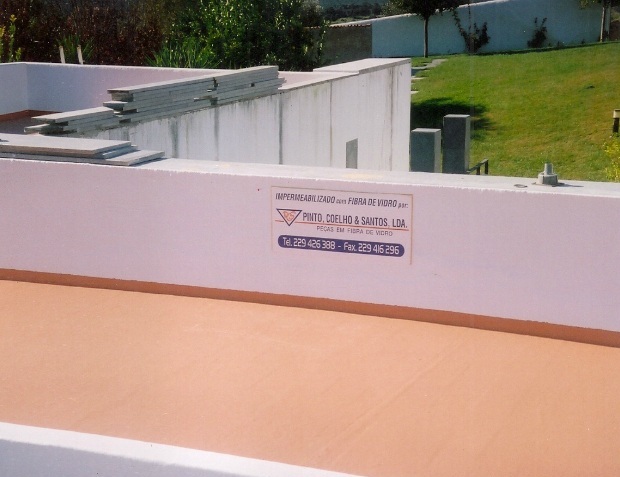 IMPERMEABILIZADO com FIBRA DE VIDRO por:
PINTO, COELHO & SANTOS, LDA.
PEÇAS EM FIBRA DE VIDRO
Tel. 229 426 388 - Fax. 229 416 296